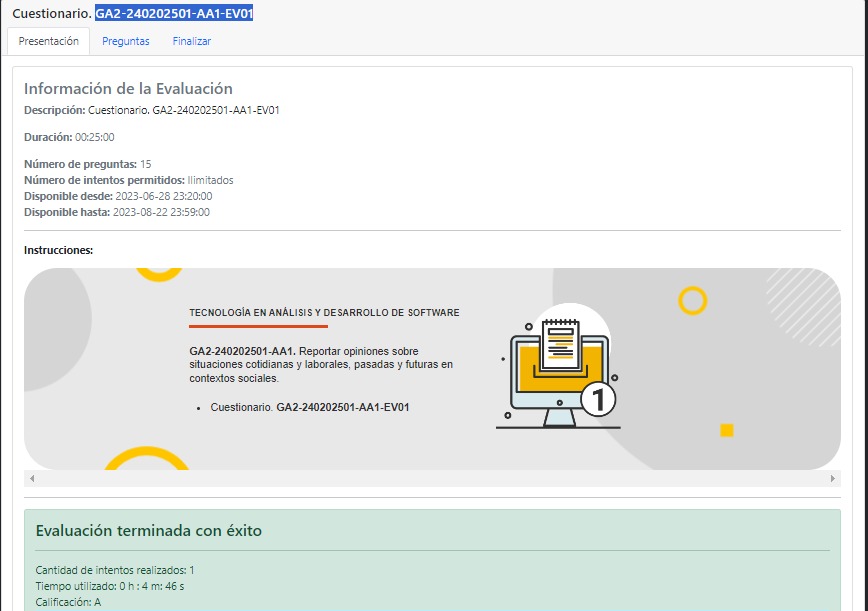 Cuestionario. GA2-240202501-AA1-EV01
Presentación Preguntas Finalizar
Información de la Evaluación
Descripción: Cuestionario. GA2-240202501-AA1-EV01
Duración: 00:25:00
Número de preguntas: 15
Número de intentos permitidos: Ilimitados
Disponible desde: 2023-06-28 23:20:00
Disponible hasta: 2023-08-22 23:59:00
Instrucciones:
TECNOLOGÍA EN ANÁLISIS Y DESARROLLO DE SOFTWARE
GA2-240202501-AA1. Reportar opiniones sobre
situaciones cotidianas y laborales, pasadas y futuras en
contextos sociales.
• Cuestionario. GA2-240202501-AA1-EV01
1
Evaluación terminada con éxito
Cantidad de intentos realizados: 1
Tiempo utilizado: 0 h : 4 m: 46 s
Calificación: A